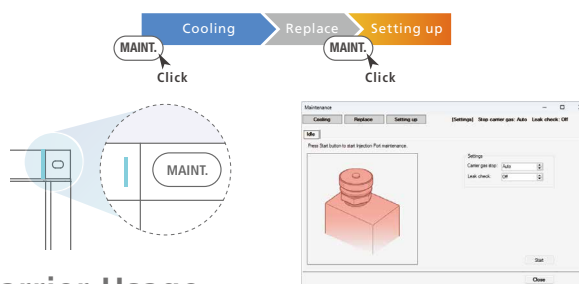 Cooling
Replace
Setting up
MAINT.
MAINT.
Click
Click
MAINT.
Maintenance
Cooling
Replace
Setting up
[Settings] Stop carrier gas: Auto Leak check: Off
Idle
Press Start button to start Injection Port maintenance.
Settings
Carrier gas stop: Auto
Leak check: Off
Start
Close